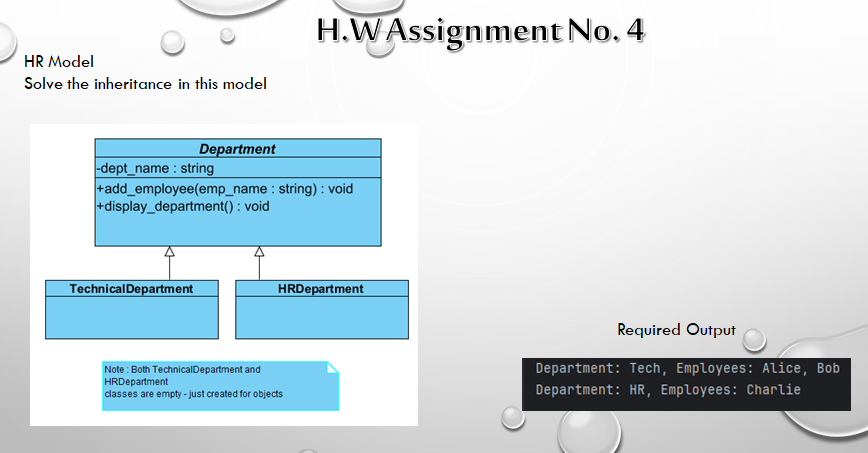 H.W Assignment No. 4
HR Model
Solve the inheritance in this model
Department
-dept_name : string
+add_employee(emp_name : string) : void
+display_department() : void
TechnicalDepartment
HRDepartment
Note : Both TechnicalDepartment and
HRDepartment
classes are empty - just created for objects
Required Output
Department: Tech, Employees: Alice, Bob
Department: HR, Employees: Charlie